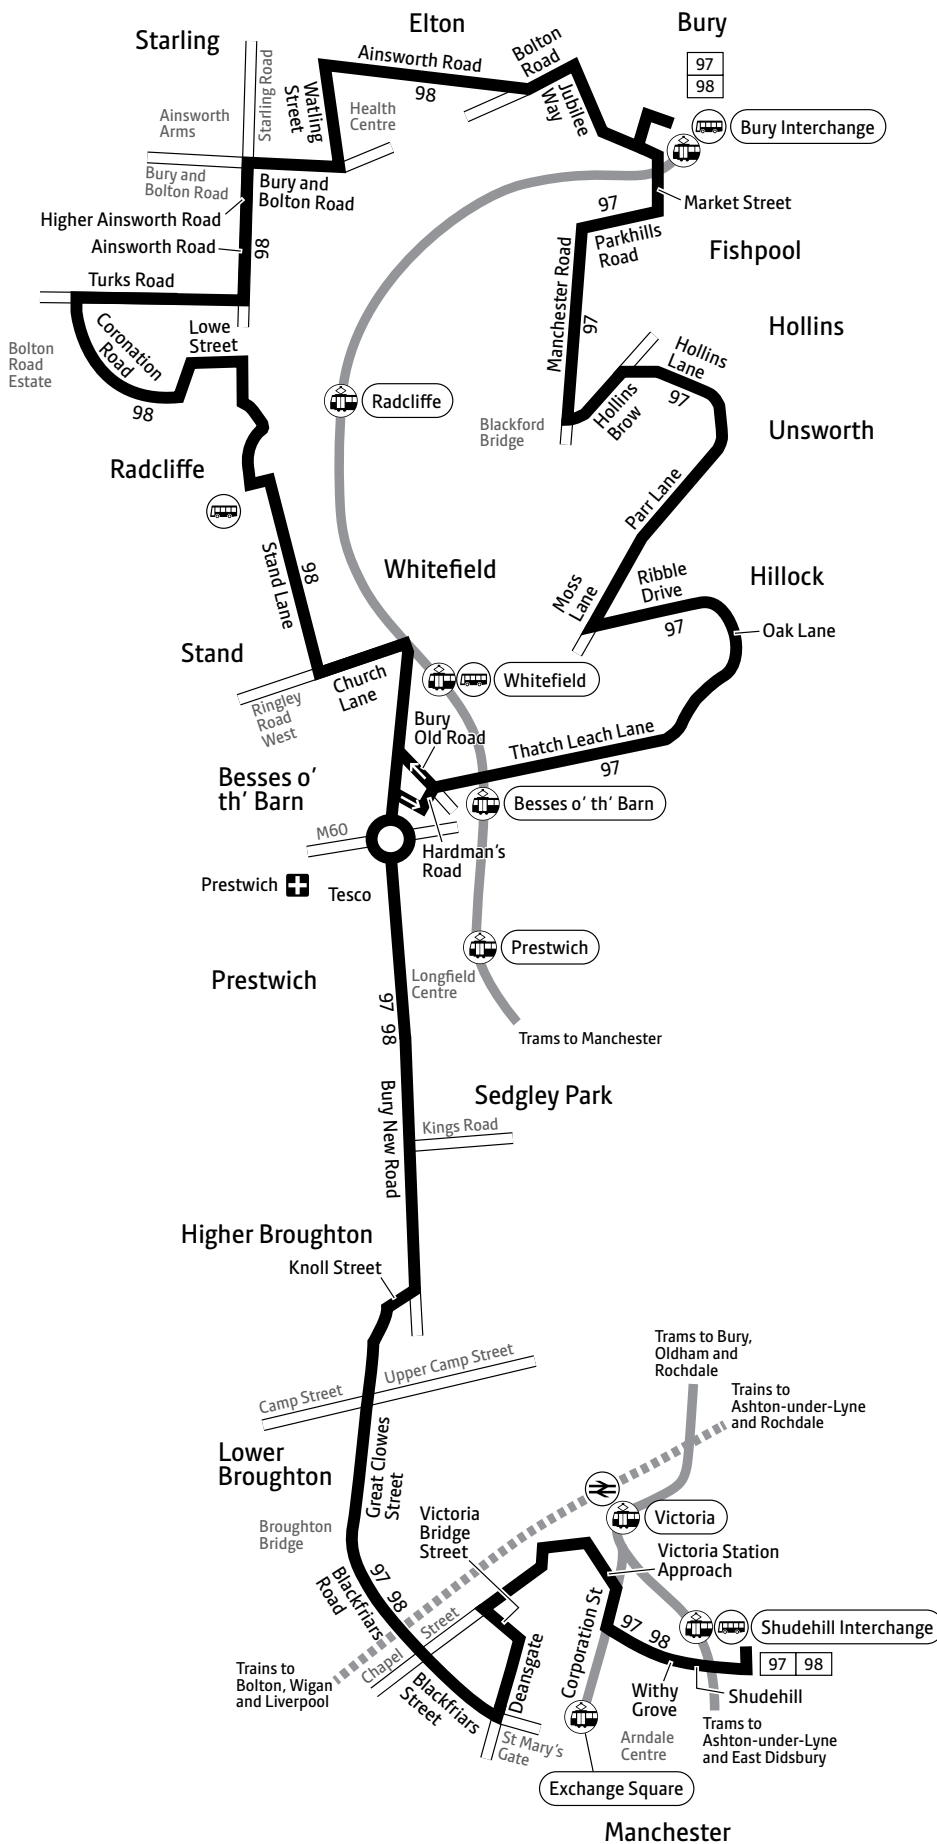 Elton
Bury
Starling
97
98
Bolton
Road
Ainsworth Road
98
Jubilee
Way
Starling Road
Watling
Street
Health
Centre
Ainsworth
Arms
Bury Interchange
Bury and
Bolton Road
Bury and
Bolton Road
Higher Ainsworth Road
Ainsworth Road
98
97
Market Street
Parkhills
Road
Fishpool
Manchester Road
97
Turks Road
Coronation
Road
Lowe
Street
Bolton
Road
Estate
98
Hollins
Hollins
Lane
97
Hollins
Brow
Radcliffe
Blackford
Bridge
Unsworth
Radcliffe
Parr Lane
98
Stand Lane
Whitefield
Moss
Lane
Ribble
Drive
97
Hillock
Oak Lane
Stand
Church
Lane
Ringley
Road
West
Whitefield
Bury
Old Road
Thatch Leach Lane
97
Besses o’
th’ Barn
Besses o’ th’ Barn
M60
Hardman’s
Road
Prestwich
Tesco
Prestwich
Prestwich
Longfield
Centre
97
98
Trams to Manchester
Bury New Road
Sedgley Park
Kings Road
Higher Broughton
Knoll Street
Trams to Bury,
Oldham and
Rochdale
Trains to
Ashton-under-Lyne
and Rochdale
Camp Street
Upper Camp Street
Lower
Broughton
Great Clowes
Street
Broughton
Bridge
Victoria
Bridge
Street
Victoria
Victoria Station
Approach
97
98
Blackfriars
Road
Chapel
Street
Corporation St
97
98
Shudehill Interchange
97
98
Trains to
Bolton, Wigan
and Liverpool
Blackfriars
Street
Deansgate
Withy
Grove
Shudehill
St Mary’s
Gate
Arndale
Centre
Trams to
Ashton-under-Lyne
and East Didsbury
Exchange Square
Manchester